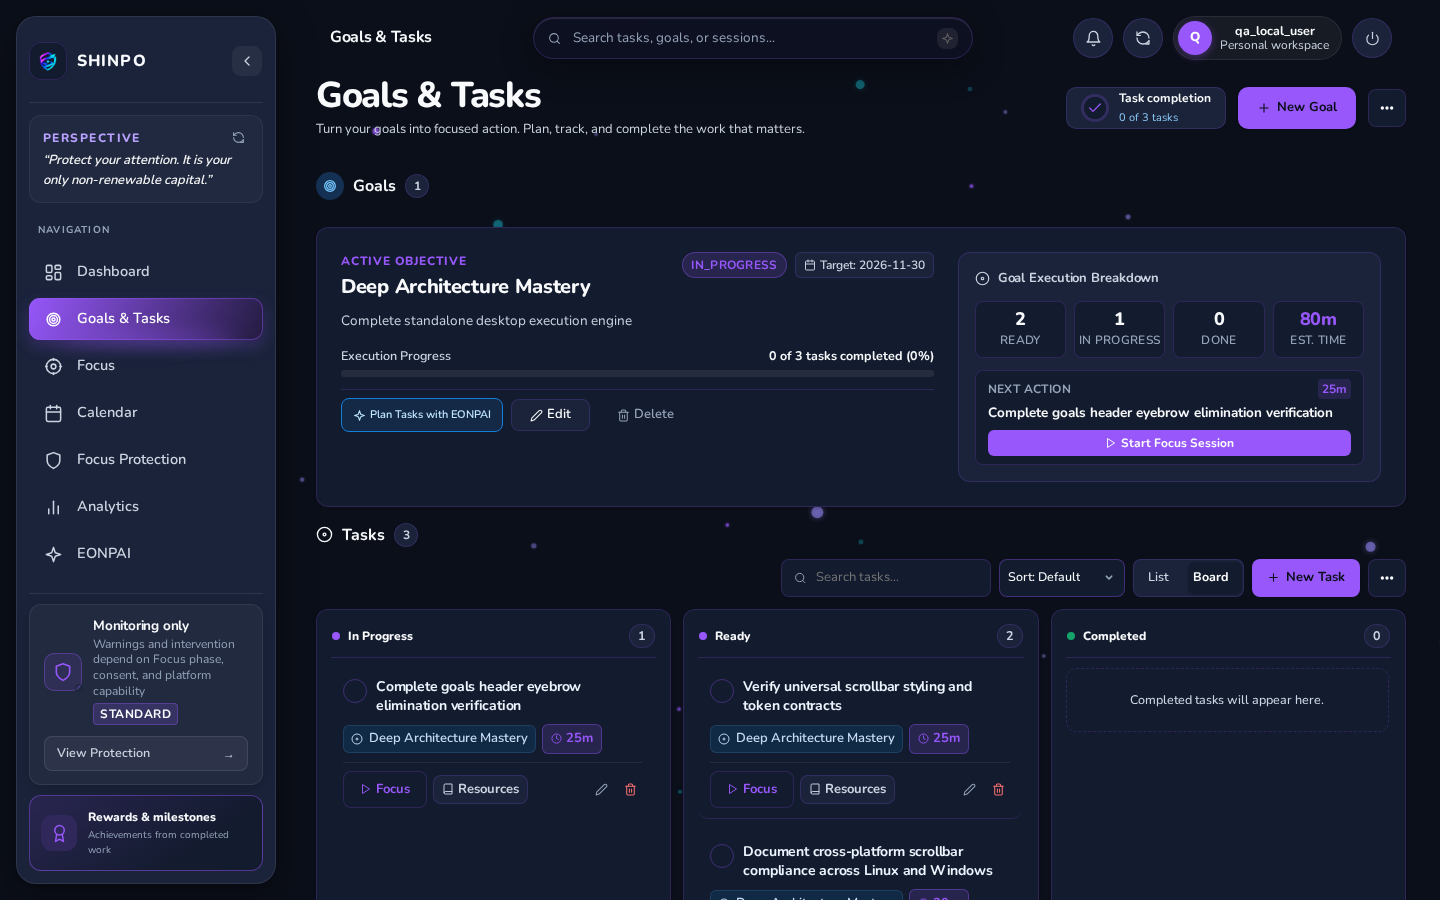 SHINPO
PERSPECTIVE
“Protect your attention. It is your
only non-renewable capital.”
NAVIGATION
Dashboard
Goals & Tasks
Focus
Calendar
Focus Protection
Analytics
EONPAI
Monitoring only
Warnings and intervention
depend on Focus phase,
consent, and platform
capability
STANDARD
View Protection →
Rewards & milestones
Achievements from completed
work
Goals & Tasks
Search tasks, goals, or sessions...
Q
qa_local_user
Personal workspace
Goals & Tasks
Turn your goals into focused action. Plan, track, and complete the work that matters.
Task completion
0 of 3 tasks
+ New Goal
Goals 1
ACTIVE OBJECTIVE
IN_PROGRESS
Target: 2026-11-30
Deep Architecture Mastery
Complete standalone desktop execution engine
Execution Progress
0 of 3 tasks completed (0%)
Plan Tasks with EONPAI
Edit
Delete
Goal Execution Breakdown
2
READY
1
IN PROGRESS
0
DONE
80m
EST. TIME
NEXT ACTION
25m
Complete goals header eyebrow elimination verification
Start Focus Session
Tasks 3
Search tasks...
Sort: Default
List
Board
+ New Task
In Progress 1
Complete goals header eyebrow
elimination verification
Deep Architecture Mastery
25m
Focus
Resources
Ready 2
Verify universal scrollbar styling and
token contracts
Deep Architecture Mastery
25m
Focus
Resources
Document cross-platform scrollbar
compliance across Linux and Windows
Deep Architecture Mastery
30m
Completed 0
Completed tasks will appear here.